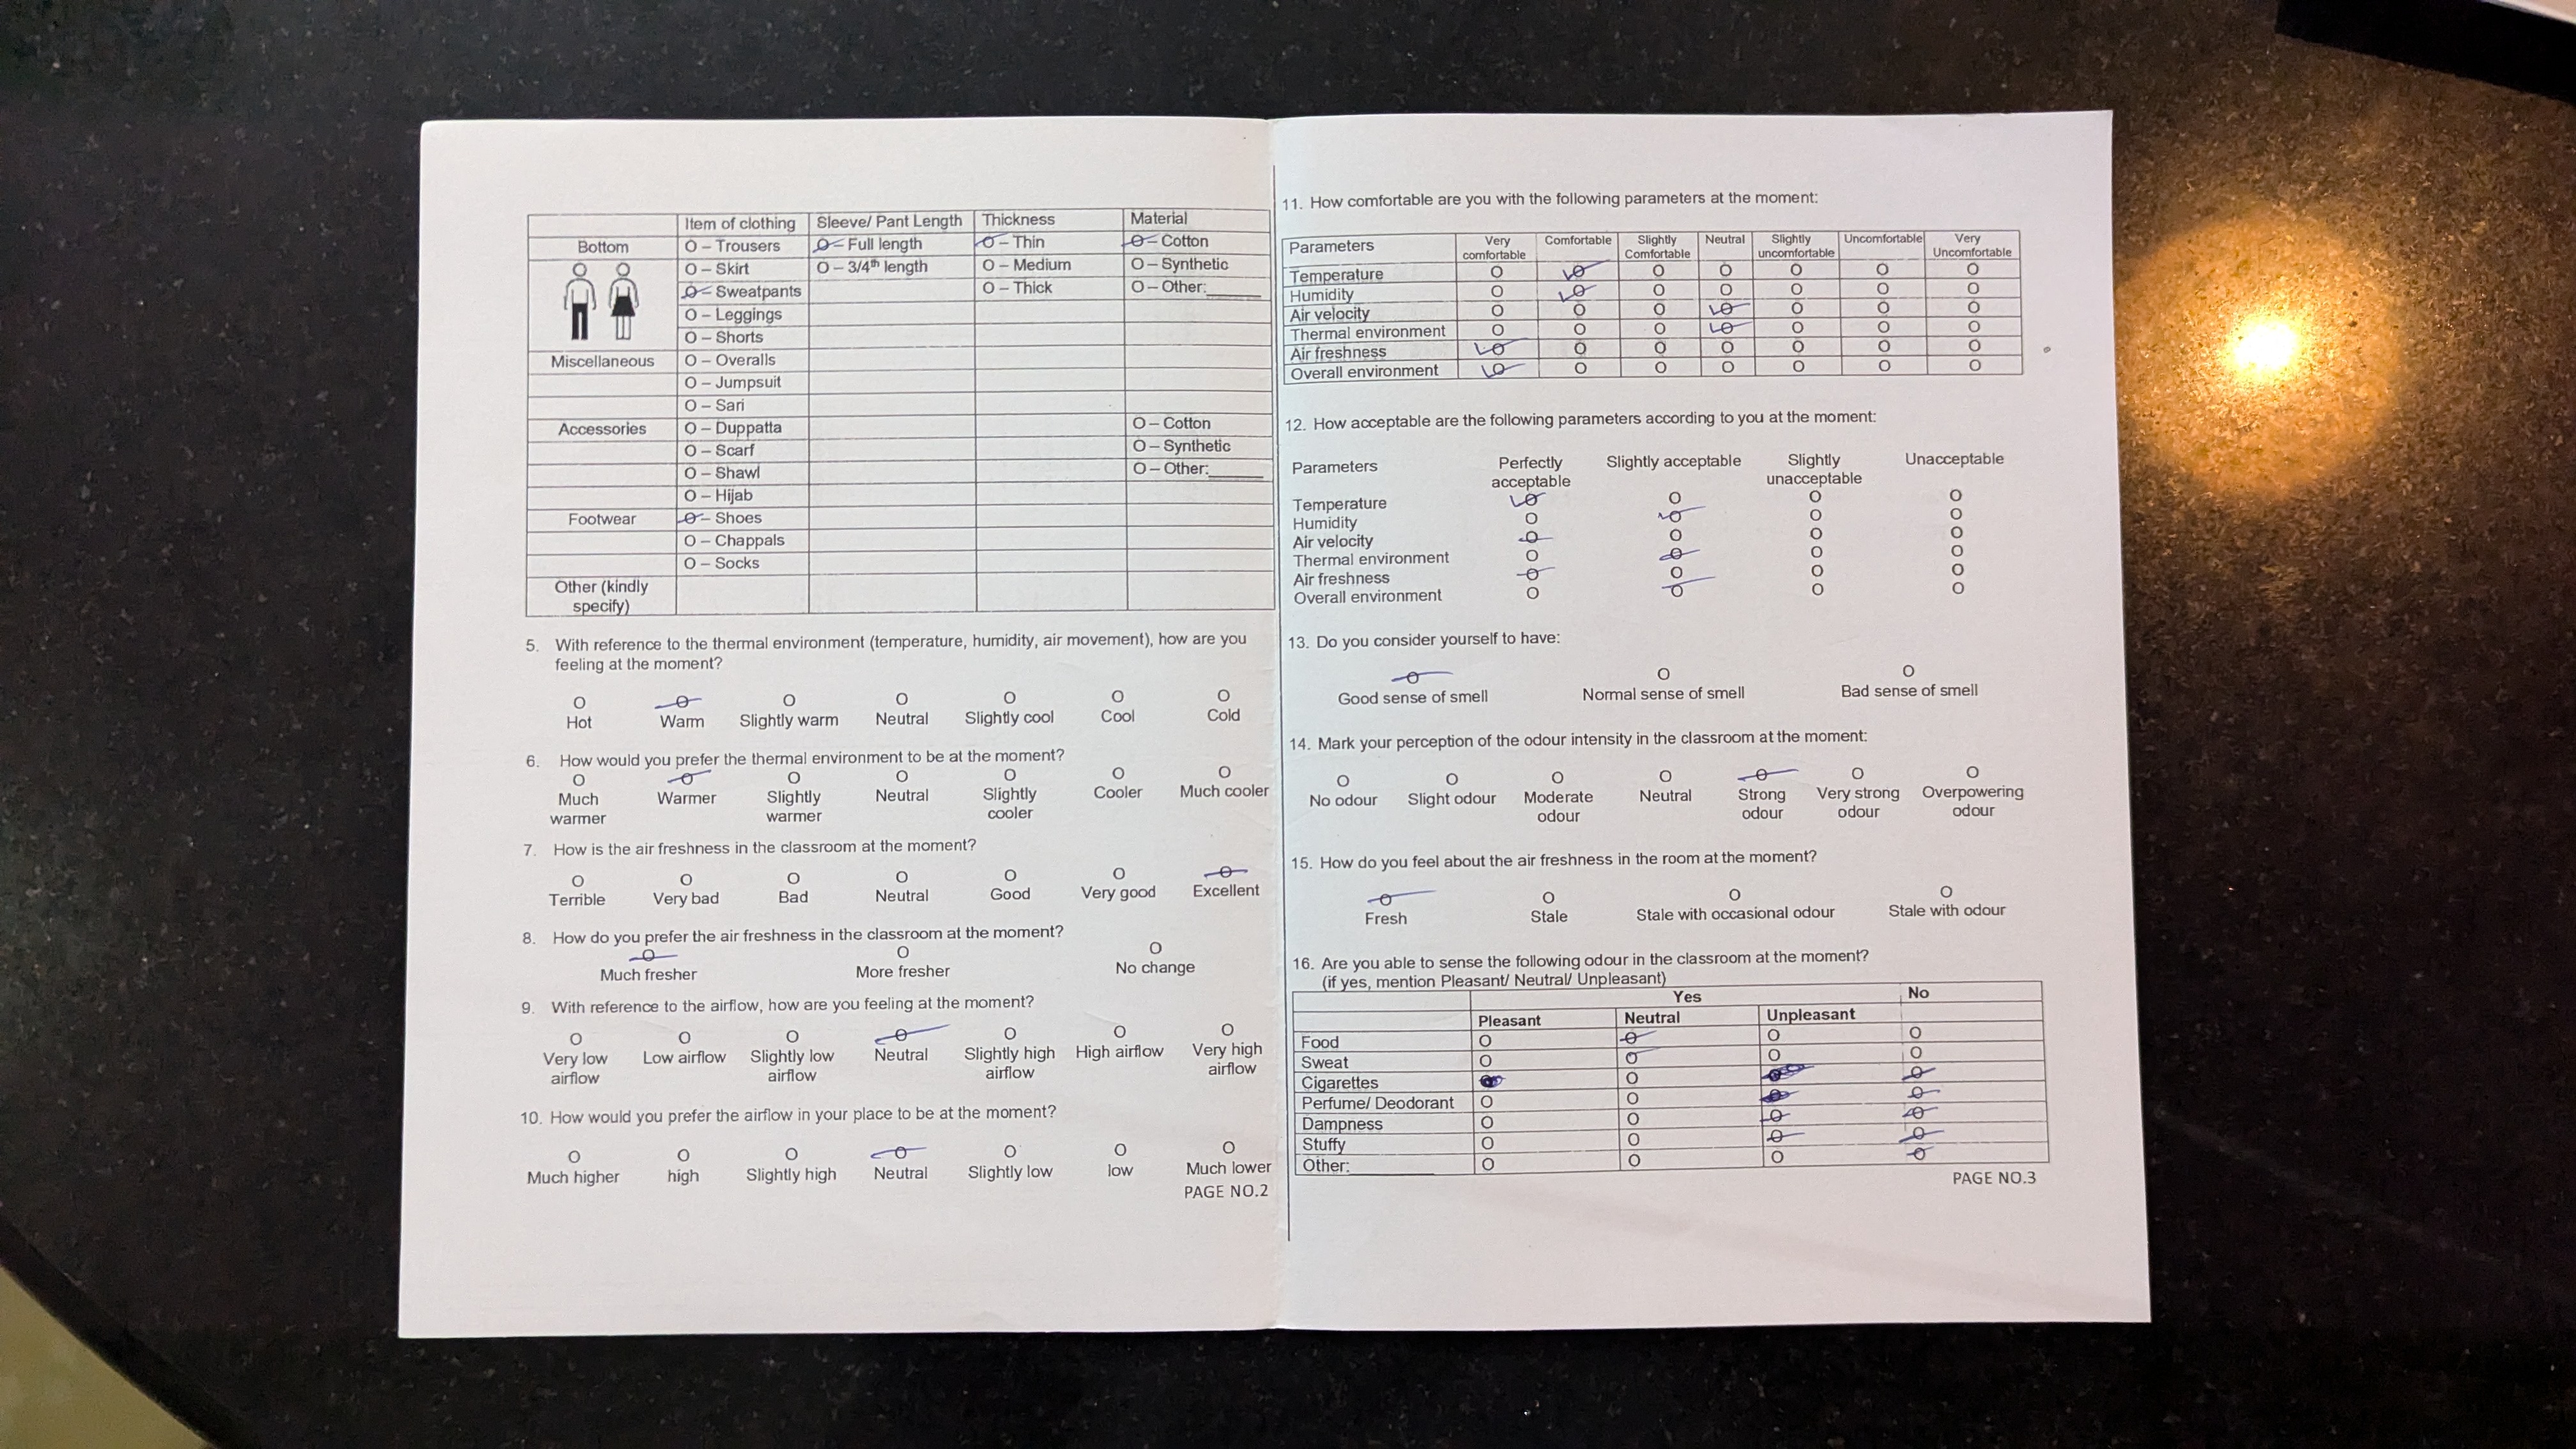 Item of clothing Sleeve/ Pant Length Thickness Material
Bottom O – Trousers O – Full length O – Thin O – Cotton
O – Skirt O – 3/4th length O – Medium O – Synthetic
O – Sweatpants O – Thick O – Other:______
O – Leggings
O – Shorts
Miscellaneous O – Overalls
O – Jumpsuit
O – Sari
Accessories O – Duppatta O – Cotton
O – Scarf O – Synthetic
O – Shawl O – Other:______
O – Hijab
Footwear O – Shoes
O – Chappals
O – Socks
Other (kindly
specify)
5. With reference to the thermal environment (temperature, humidity, air movement), how are you
feeling at the moment?
O O O O O O O
Hot Warm Slightly warm Neutral Slightly cool Cool Cold
6. How would you prefer the thermal environment to be at the moment?
O O O O O O O
Much Warmer Slightly Neutral Slightly Cooler Much cooler
warmer warmer cooler
7. How is the air freshness in the classroom at the moment?
O O O O O O O
Terrible Very bad Bad Neutral Good Very good Excellent
8. How do you prefer the air freshness in the classroom at the moment?
O O O
Much fresher More fresher No change
9. With reference to the airflow, how are you feeling at the moment?
O O O O O O O
Very low Low airflow Slightly low Neutral Slightly high High airflow Very high
airflow airflow airflow airflow
10. How would you prefer the airflow in your place to be at the moment?
O O O O O O O
Much higher high Slightly high Neutral Slightly low low Much lower
PAGE NO.2
11. How comfortable are you with the following parameters at the moment:
Parameters Very Comfortable Slightly Neutral Slightly Uncomfortable Very
comfortable Comfortable uncomfortable Uncomfortable
Temperature O O O O O O O
Humidity O O O O O O O
Air velocity O O O O O O O
Thermal environment O O O O O O O
Air freshness O O O O O O O
Overall environment O O O O O O O
12. How acceptable are the following parameters according to you at the moment:
Parameters Perfectly Slightly acceptable Slightly Unacceptable
acceptable unacceptable
Temperature O O O O
Humidity O O O O
Air velocity O O O O
Thermal environment O O O O
Air freshness O O O O
Overall environment O O O O
13. Do you consider yourself to have:
O O O
Good sense of smell Normal sense of smell Bad sense of smell
14. Mark your perception of the odour intensity in the classroom at the moment:
O O O O O O O
No odour Slight odour Moderate Neutral Strong Very strong Overpowering
odour odour odour odour
15. How do you feel about the air freshness in the room at the moment?
O O O O
Fresh Stale Stale with occasional odour Stale with odour
16. Are you able to sense the following odour in the classroom at the moment?
(if yes, mention Pleasant/ Neutral/ Unpleasant)
Yes No
Pleasant Neutral Unpleasant
Food O O O O
Sweat O O O O
Cigarettes O O O O
Perfume/ Deodorant O O O O
Dampness O O O O
Stuffy O O O O
Other:__________ O O O O
PAGE NO.3